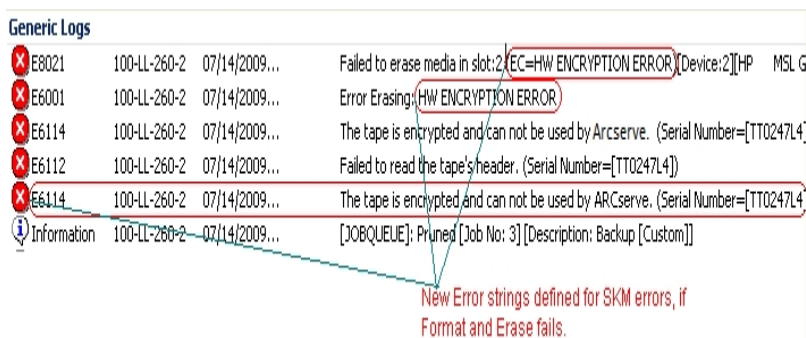 Generic Logs
E8021 100-LL-260-2 07/14/2009... Failed to erase media in slot:2 (EC=HW ENCRYPTION ERROR)[Device:2][HP MSL G
E6001 100-LL-260-2 07/14/2009... Error Erasing: HW ENCRYPTION ERROR
E6114 100-LL-260-2 07/14/2009... The tape is encrypted and can not be used by Arcserve. (Serial Number=[TT0247L4]
E6112 100-LL-260-2 07/14/2009... Failed to read the tape's header. (Serial Number=[TT0247L4])
E6114 100-LL-260-2 07/14/2009... The tape is encrypted and can not be used by ARCserve. (Serial Number=[TT0247L4
Information 100-LL-260-2 07/14/2009... [JOBQUEUE]: Pruned [Job No: 3] [Description: Backup [Custom]]
New Error strings defined for SKM errors, if
Format and Erase fails.